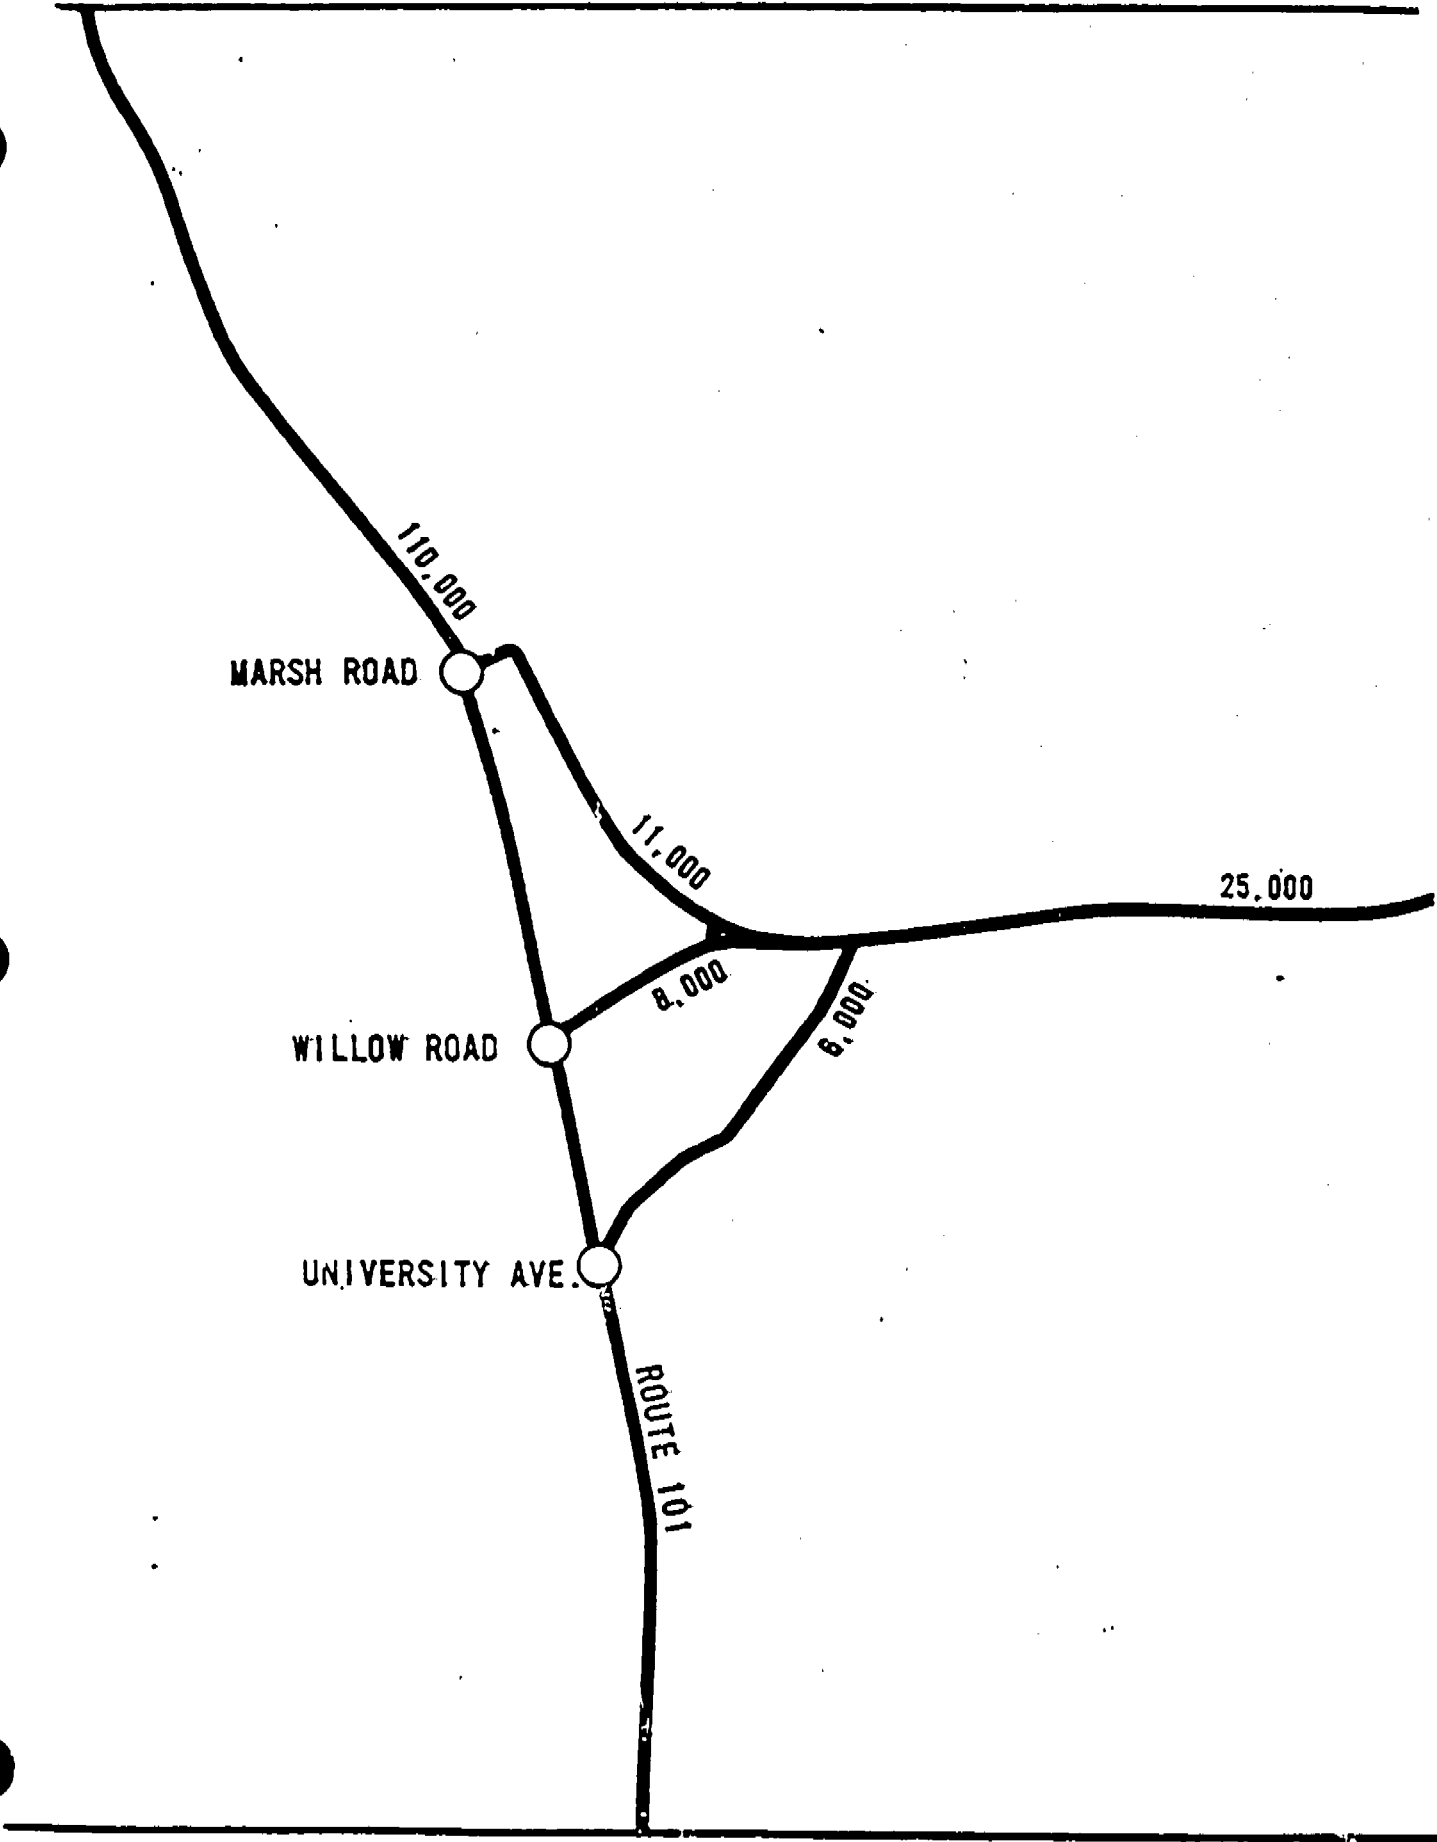 110,000
MARSH ROAD
11,000
25,000
8,000
6,000
WILLOW ROAD
UNIVERSITY AVE.
ROUTE 101